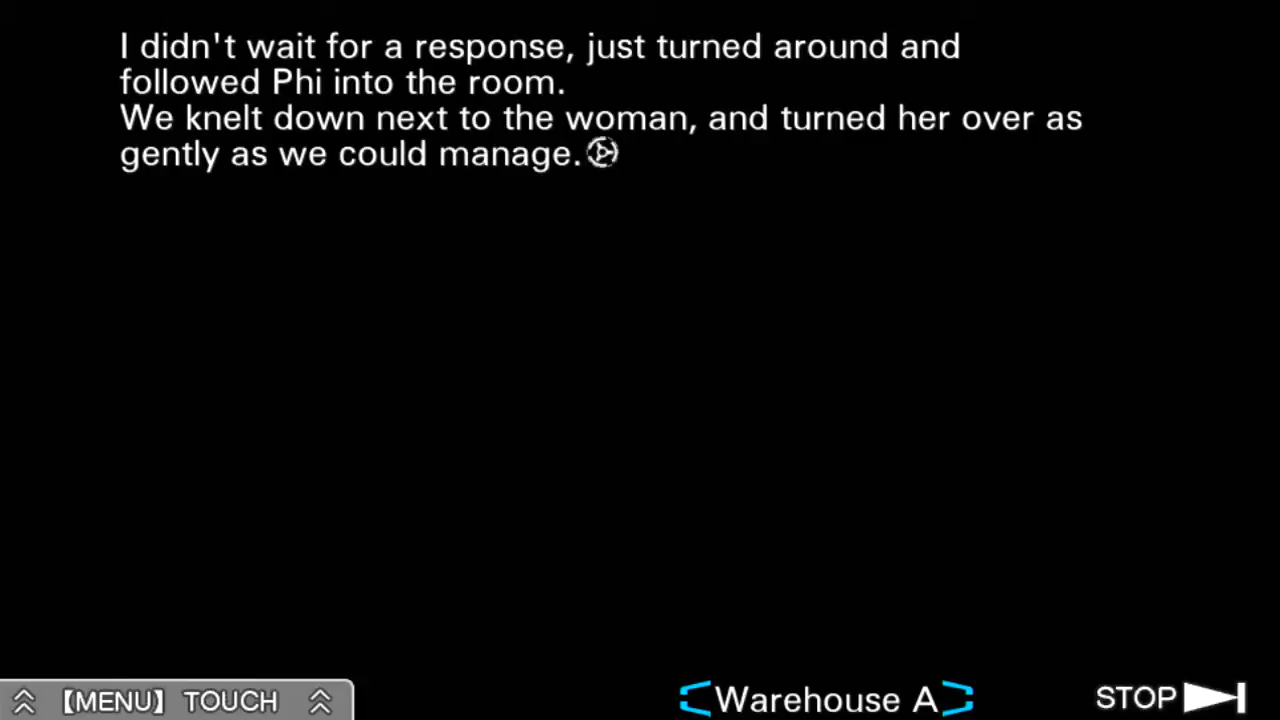 I didn't wait for a response, just turned around and
followed Phi into the room.
We knelt down next to the woman, and turned her over as
gently as we could manage.
【MENU】 TOUCH
Warehouse A
STOP